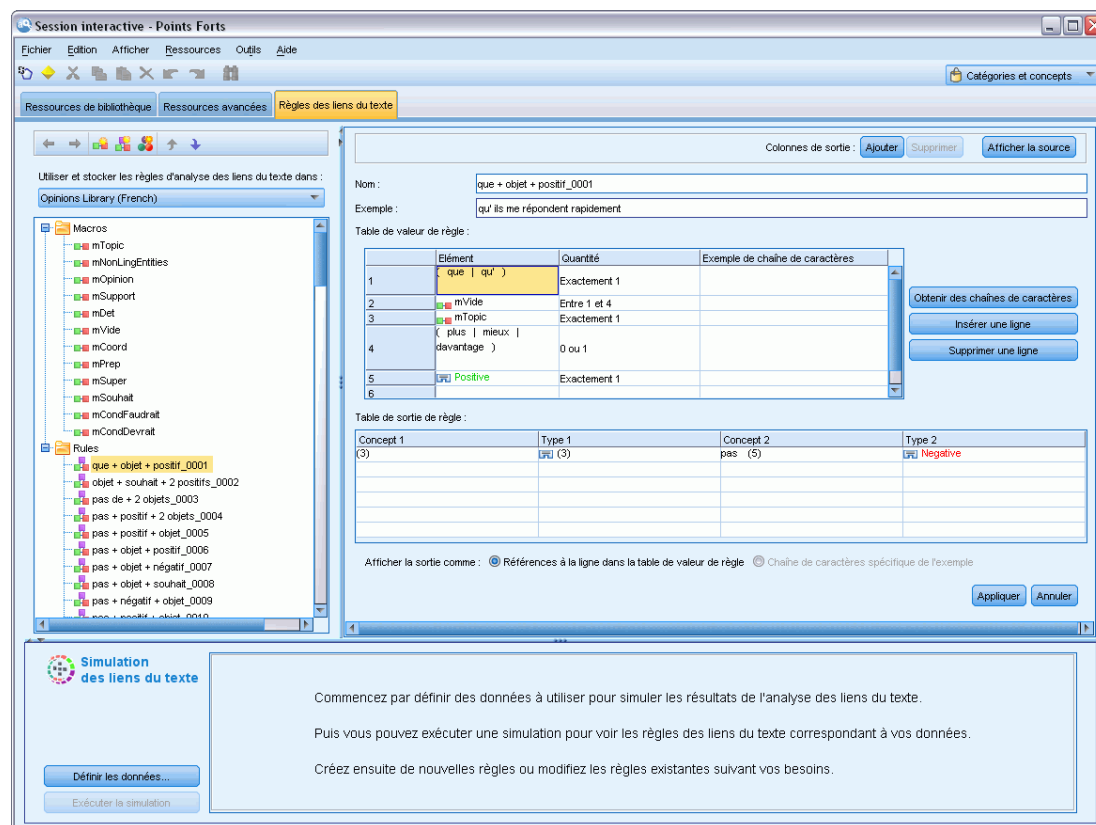 Session interactive - Points Forts
Fichier Edition Afficher Ressources Outils Aide
Catégories et concepts
Ressources de bibliothèque Ressources avancées Règles des liens du texte
Colonnes de sortie : Ajouter Supprimer Afficher la source
Utiliser et stocker les règles d'analyse des liens du texte dans :
Opinions Library (French)
Macros
mTopic
mNonLingEntities
mOpinion
mSupport
mDet
mVide
mCoord
mPrep
mSuper
mSouhait
mCondFaudrait
mCondDevrait
Rules
que + objet + positif_0001
objet + souhait + 2 positifs_0002
pas de + 2 objets_0003
pas + positif + 2 objets_0004
pas + positif + objet_0005
pas + objet + positif_0006
pas + objet + négatif_0007
pas + objet + souhait_0008
pas + négatif + objet_0009
pas + positif + objet_0010
Nom : que + objet + positif_0001
Exemple : qu' ils me répondent rapidement
Table de valeur de règle :
Elément Quantité Exemple de chaîne de caractères
1 ( que | qu' ) Exactement 1
2 mVide Entre 1 et 4
3 mTopic Exactement 1
4 ( plus | mieux | davantage ) 0 ou 1
5 Positive Exactement 1
6
Obtenir des chaînes de caractères
Insérer une ligne
Supprimer une ligne
Table de sortie de règle :
Concept 1 Type 1 Concept 2 Type 2
(3) (3) pas (5) Negative
Afficher la sortie comme : Références à la ligne dans la table de valeur de règle Chaîne de caractères spécifique de l'exemple
Appliquer Annuler
Simulation
des liens du texte
Définir les données...
Exécuter la simulation
Commencez par définir des données à utiliser pour simuler les résultats de l'analyse des liens du texte.
Puis vous pouvez exécuter une simulation pour voir les règles des liens du texte correspondant à vos données.
Créez ensuite de nouvelles règles ou modifiez les règles existantes suivant vos besoins.